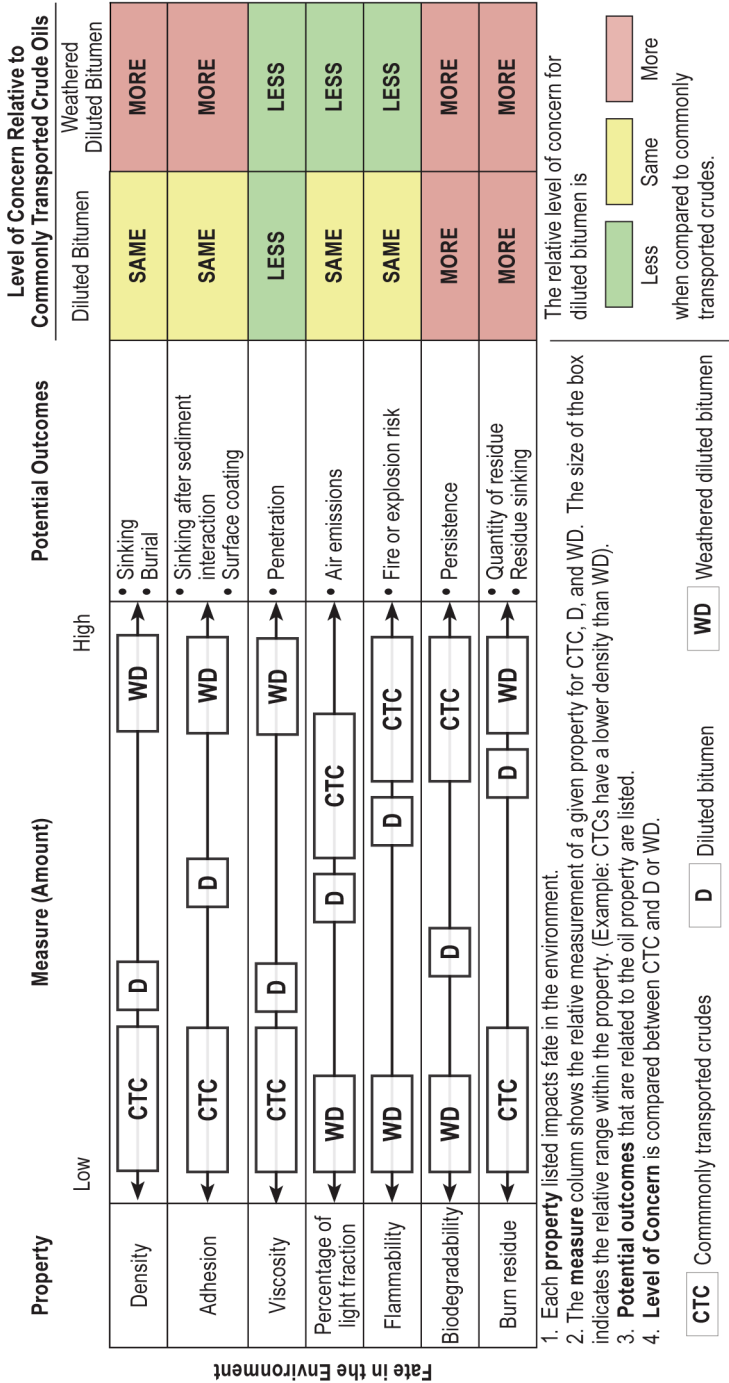 Level of Concern Relative to
Commonly Transported Crude Oils
Property
Measure (Amount)
Potential Outcomes
Diluted Bitumen
Weathered
Diluted Bitumen
Low
High
Fate in the Environment
Density
CTC
D
WD
• Sinking
• Burial
SAME
MORE
Adhesion
CTC
D
WD
• Sinking after sediment
interaction
• Surface coating
SAME
MORE
Viscosity
CTC
D
WD
• Penetration
LESS
LESS
Percentage of
light fraction
WD
D
CTC
• Air emissions
SAME
LESS
Flammability
WD
D
CTC
• Fire or explosion risk
SAME
LESS
Biodegradability
WD
D
CTC
• Persistence
MORE
MORE
Burn residue
CTC
D
WD
• Quantity of residue
• Residue sinking
MORE
MORE
1. Each property listed impacts fate in the environment.
2. The measure column shows the relative measurement of a given property for CTC, D, and WD. The size of the box
indicates the relative range within the property. (Example: CTCs have a lower density than WD).
3. Potential outcomes that are related to the oil property are listed.
4. Level of Concern is compared between CTC and D or WD.
CTC Commmonly transported crudes
D Diluted bitumen
WD Weathered diluted bitumen
The relative level of concern for
diluted bitumen is
Less
Same
More
when compared to commonly
transported crudes.